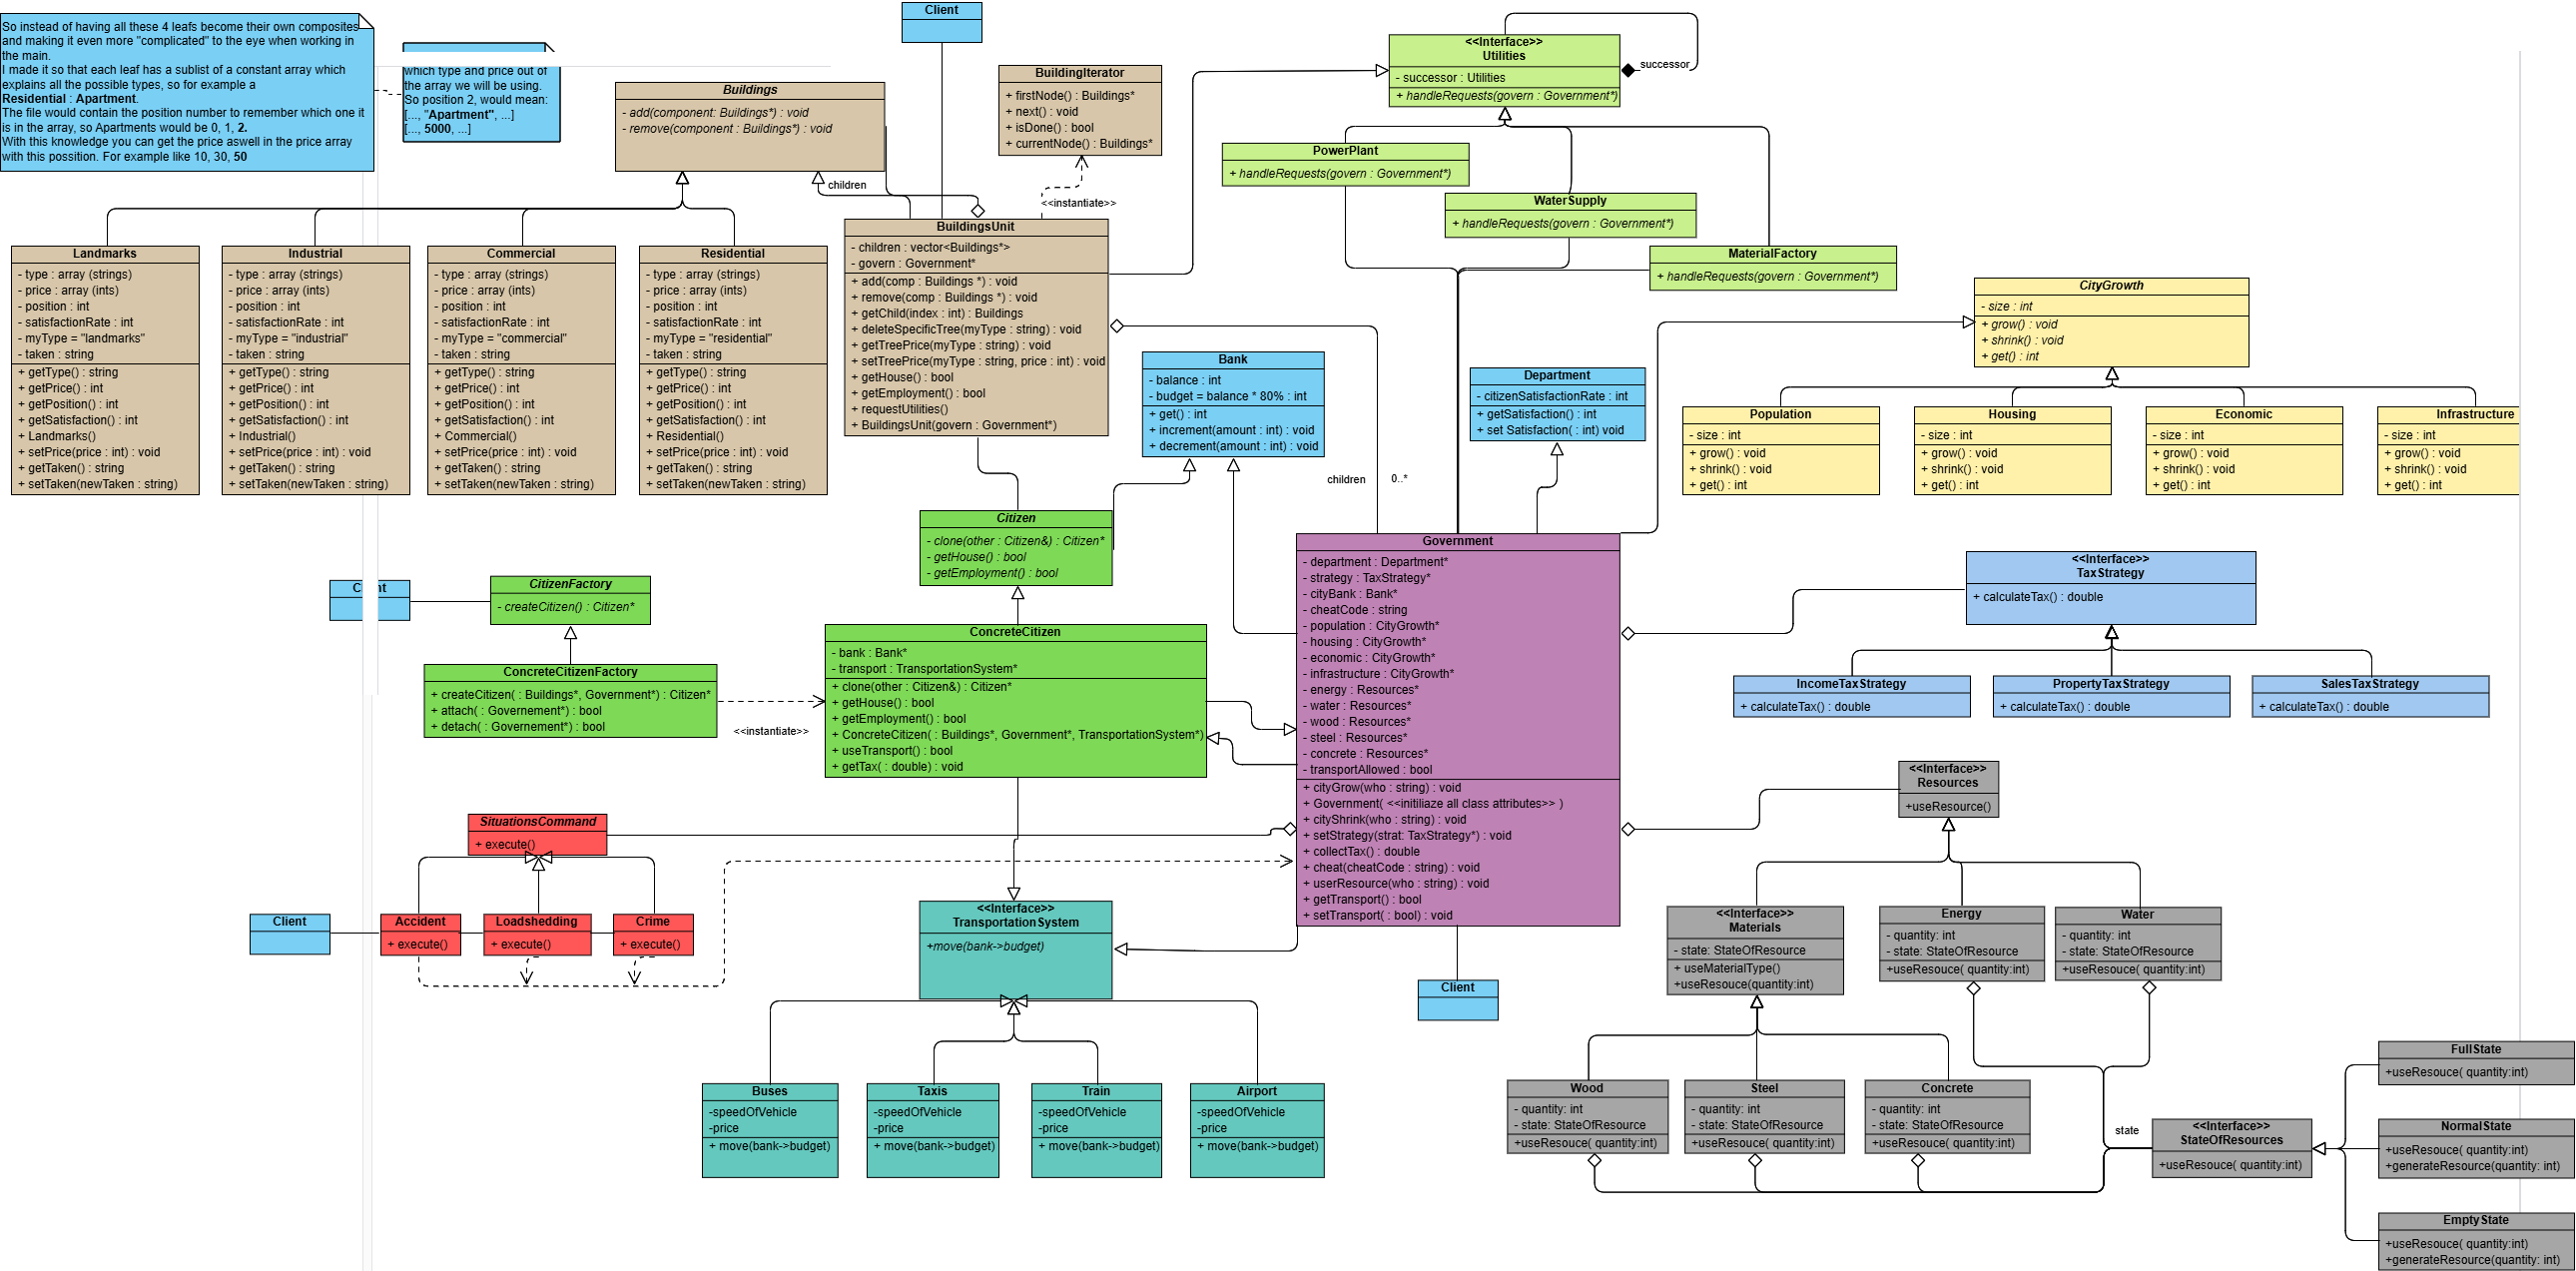 So instead of having all these 4 leafs become their own composites
and making it even more "complicated" to the eye when working in
the main.
I made it so that each leaf has a sublist of a constant array which
explains all the possible types, so for example a
Residential : Apartment.
The file would contain the position number to remember which one it
is in the array, so Apartments would be 0, 1, 2.
With this knowledge you can get the price aswell in the price array
with this possition. For example like 10, 30, 50
which type and price out of
the array we will be using.
So position 2, would mean:
[..., "Apartment", ...]
[..., 5000, ...]
Client
Buildings
- add(component: Buildings*) : void
- remove(component : Buildings*) : void
children
BuildingIterator
+ firstNode() : Buildings*
+ next() : void
+ isDone() : bool
+ currentNode() : Buildings*
<<instantiate>>
<<Interface>>
Utilities
- successor : Utilities
+ handleRequests(govern : Government*)
successor
PowerPlant
+ handleRequests(govern : Government*)
WaterSupply
+ handleRequests(govern : Government*)
MaterialFactory
+ handleRequests(govern : Government*)
Landmarks
- type : array (strings)
- price : array (ints)
- position : int
- satisfactionRate : int
- myType = "landmarks"
- taken : string
+ getType() : string
+ getPrice() : int
+ getPosition() : int
+ getSatisfaction() : int
+ Landmarks()
+ setPrice(price : int) : void
+ getTaken() : string
+ setTaken(newTaken : string)
Industrial
- type : array (strings)
- price : array (ints)
- position : int
- satisfactionRate : int
- myType = "industrial"
- taken : string
+ getType() : string
+ getPrice() : int
+ getPosition() : int
+ getSatisfaction() : int
+ Industrial()
+ setPrice(price : int) : void
+ getTaken() : string
+ setTaken(newTaken : string)
Commercial
- type : array (strings)
- price : array (ints)
- position : int
- satisfactionRate : int
- myType = "commercial"
- taken : string
+ getType() : string
+ getPrice() : int
+ getPosition() : int
+ getSatisfaction() : int
+ Commercial()
+ setPrice(price : int) : void
+ getTaken() : string
+ setTaken(newTaken : string)
Residential
- type : array (strings)
- price : array (ints)
- position : int
- satisfactionRate : int
- myType = "residential"
- taken : string
+ getType() : string
+ getPrice() : int
+ getPosition() : int
+ getSatisfaction() : int
+ Residential()
+ setPrice(price : int) : void
+ getTaken() : string
+ setTaken(newTaken : string)
BuildingsUnit
- children : vector<Buildings*>
- govern : Government*
+ add(comp : Buildings *) : void
+ remove(comp : Buildings *) : void
+ getChild(index : int) : Buildings
+ deleteSpecificTree(myType : string) : void
+ getTreePrice(myType : string) : void
+ setTreePrice(myType : string, price : int) : void
+ getHouse() : bool
+ getEmployment() : bool
+ requestUtilities()
+ BuildingsUnit(govern : Government*)
Bank
- balance : int
- budget = balance * 80% : int
+ get() : int
+ increment(amount : int) : void
+ decrement(amount : int) : void
children
0..*
Department
- citizenSatisfactionRate : int
+ getSatisfaction() : int
+ set Satisfaction( : int) void
CityGrowth
- size : int
+ grow() : void
+ shrink() : void
+ get() : int
Population
- size : int
+ grow() : void
+ shrink() : void
+ get() : int
Housing
- size : int
+ grow() : void
+ shrink() : void
+ get() : int
Economic
- size : int
+ grow() : void
+ shrink() : void
+ get() : int
Infrastructure
- size : int
+ grow() : void
+ shrink() : void
+ get() : int
Citizen
- clone(other : Citizen&) : Citizen*
- getHouse() : bool
- getEmployment() : bool
CitizenFactory
- createCitizen() : Citizen*
ConcreteCitizenFactory
+ createCitizen( : Buildings*, Government*) : Citizen*
+ attach( : Governement*) : bool
+ detach( : Governement*) : bool
<<instantiate>>
ConcreteCitizen
- bank : Bank*
- transport : TransportationSystem*
+ clone(other : Citizen&) : Citizen*
+ getHouse() : bool
+ getEmployment() : bool
+ ConcreteCitizen( : Buildings*, Government*, TransportationSystem*)
+ useTransport() : bool
+ getTax( : double) : void
Government
- department : Department*
- strategy : TaxStrategy*
- cityBank : Bank*
- cheatCode : string
- population : CityGrowth*
- housing : CityGrowth*
- economic : CityGrowth*
- infrastructure : CityGrowth*
- energy : Resources*
- water : Resources*
- wood : Resources*
- steel : Resources*
- concrete : Resources*
- transportAllowed : bool
+ cityGrow(who : string) : void
+ Government( <<initiliaze all class attributes>> )
+ cityShrink(who : string) : void
+ setStrategy(strat: TaxStrategy*) : void
+ collectTax() : double
+ cheat(cheatCode : string) : void
+ userResource(who : string) : void
+ getTransport() : bool
+ setTransport( : bool) : void
Client
<<Interface>>
TaxStrategy
+ calculateTax() : double
IncomeTaxStrategy
+ calculateTax() : double
PropertyTaxStrategy
+ calculateTax() : double
SalesTaxStrategy
+ calculateTax() : double
SituationsCommand
+ execute()
Client
Accident
+ execute()
Loadshedding
+ execute()
Crime
+ execute()
<<Interface>>
TransportationSystem
+move(bank->budget)
Buses
-speedOfVehicle
-price
+ move(bank->budget)
Taxis
-speedOfVehicle
-price
+ move(bank->budget)
Train
-speedOfVehicle
-price
+ move(bank->budget)
Airport
-speedOfVehicle
-price
+ move(bank->budget)
<<Interface>>
Resources
+useResource()
<<Interface>>
Materials
- state: StateOfResource
+ useMaterialType()
+useResouce(quantity:int)
Energy
- quantity: int
- state: StateOfResource
+useResouce( quantity:int)
Water
- quantity: int
- state: StateOfResource
+useResouce( quantity:int)
Wood
- quantity: int
- state: StateOfResource
+useResouce( quantity:int)
Steel
- quantity: int
- state: StateOfResource
+useResouce( quantity:int)
Concrete
- quantity: int
- state: StateOfResource
+useResouce( quantity:int)
state
<<Interface>>
StateOfResources
+useResouce( quantity:int)
FullState
+useResouce( quantity:int)
NormalState
+useResouce( quantity:int)
+generateResource(quantity: int)
EmptyState
+useResouce( quantity:int)
+generateResource(quantity: int)